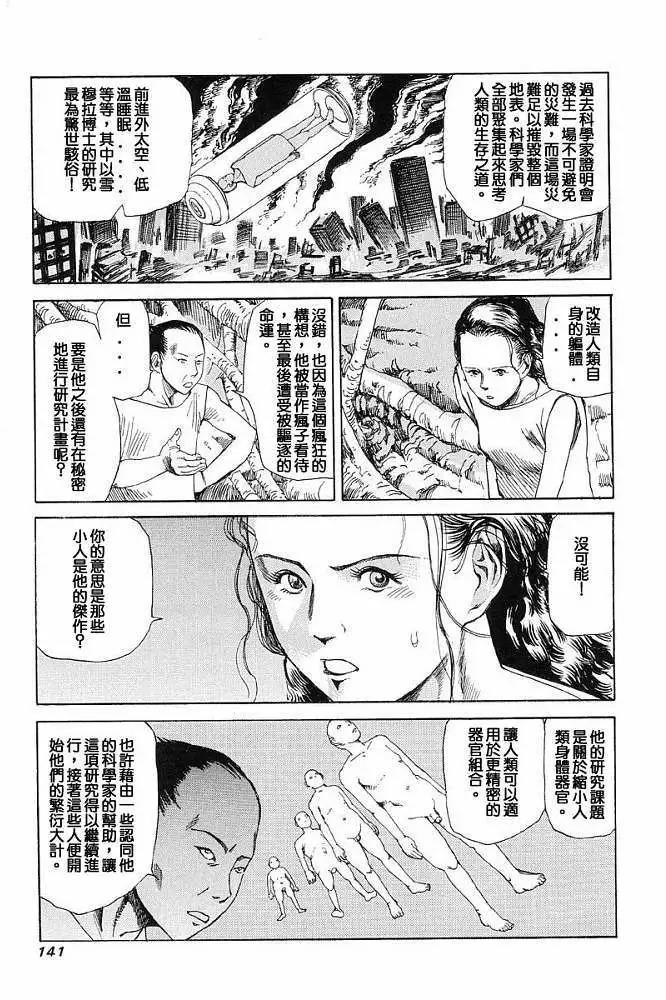 過去科學家證明會
發生一場不可避免
的災難，而這場災
難足以摧毀整個
地表。科學家們
全部聚集起來思考
人類的生存之道。
前進外太空、低
溫睡眠．．．．
等等，其中以雪
穆拉博士的研究
最為驚世駭俗！
改造人類自
身的軀體．
．．．
沒錯，也因為這個瘋狂的
構想，他被當作瘋子看待
，甚至最後遭受被驅逐的
命運。
但．．．
要是他之後還有在秘密
地進行研究計畫呢？
沒可能！
你的意思是那些
小人是他的傑作？
他的研究課題
是關於縮小人
類身體器官。
讓人類可以適
用於更精密的
器官組合。
也許藉由一些認同他
的科學家的幫助，讓
這項研究得以繼續進
行，接著這些人便開
始他們的繁衍大計。
141